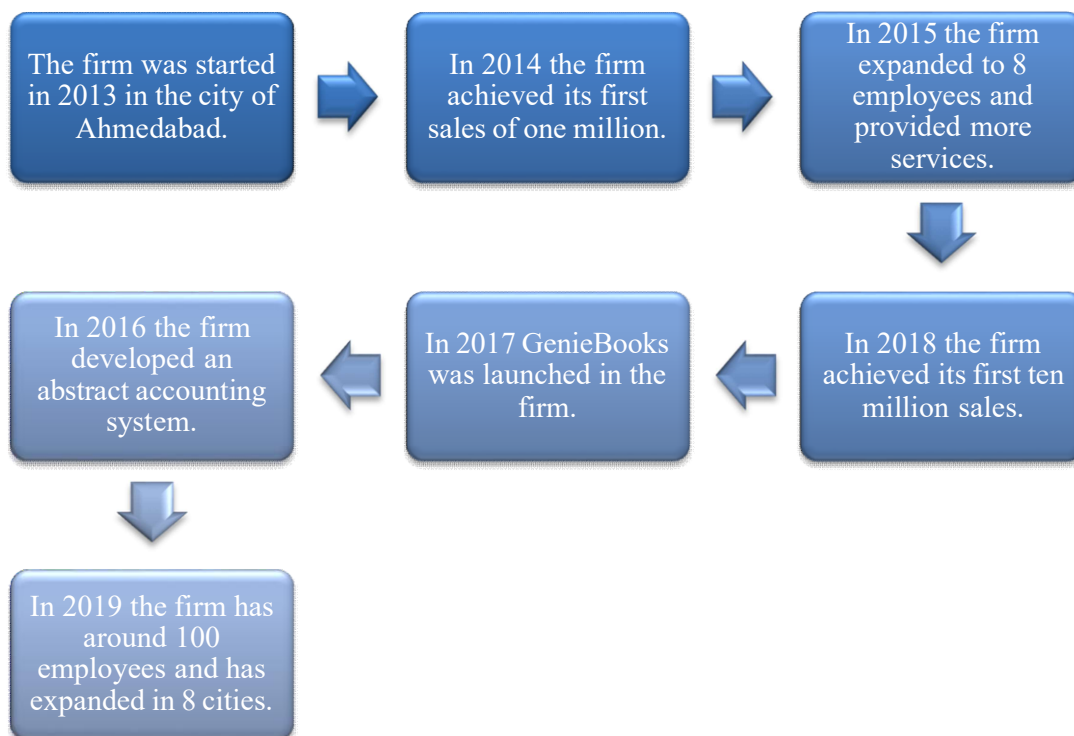 The firm was started
in 2013 in the city of
Ahmedabad.
In 2014 the firm
achieved its first
sales of one million.
In 2015 the firm
expanded to 8
employees and
provided more
services.
In 2018 the firm
achieved its first ten
million sales.
In 2017 GenieBooks
was launched in the
firm.
In 2016 the firm
developed an
abstract accounting
system.
In 2019 the firm has
around 100
employees and has
expanded in 8 cities.